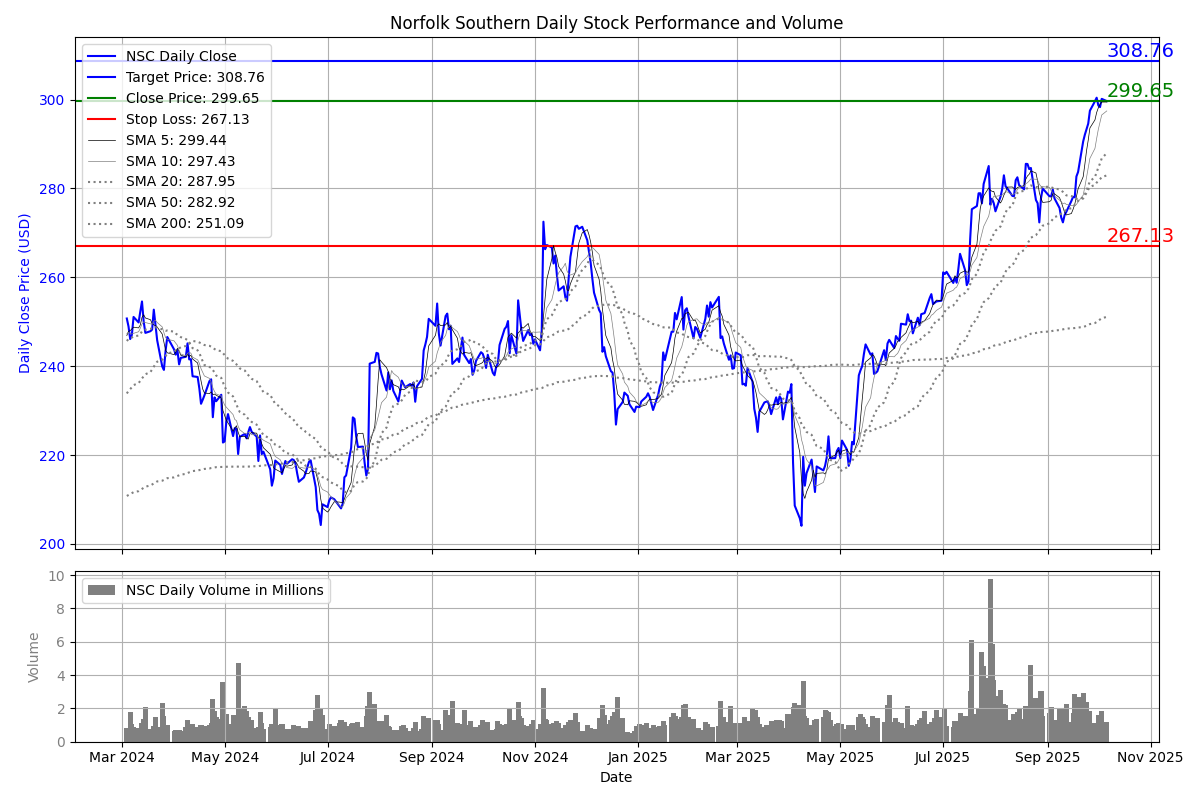 Norfolk Southern Daily Stock Performance and Volume
NSC Daily Close
Target Price: 308.76
Close Price: 299.65
Stop Loss: 267.13
SMA 5: 299.44
SMA 10: 297.43
SMA 20: 287.95
SMA 50: 282.92
SMA 200: 251.09
308.76
299.65
267.13
Daily Close Price (USD)
300
280
260
240
220
200
NSC Daily Volume in Millions
Volume
10
8
6
4
2
0
Mar 2024 May 2024 Jul 2024 Sep 2024 Nov 2024 Jan 2025 Mar 2025 May 2025 Jul 2025 Sep 2025 Nov 2025
Date